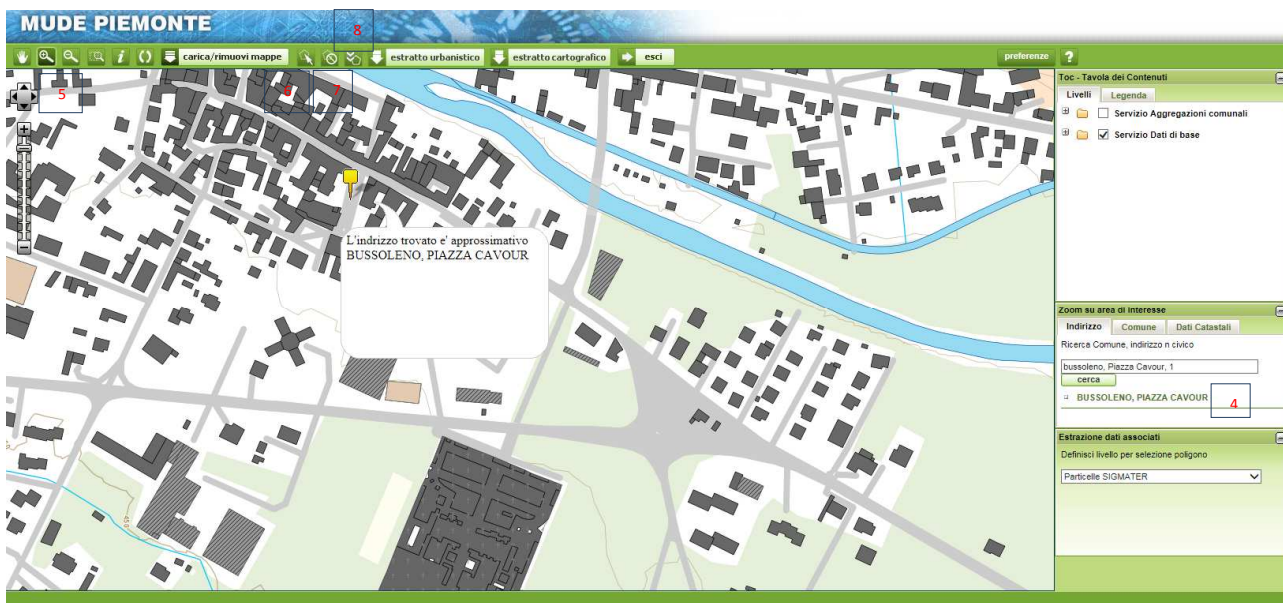 MUDE PIEMONTE
8
carica/rimuovi mappe estratto urbanistico estratto cartografico esci preferenze ?
5
6
7
L'indrizzo trovato e' approssimativo
BUSSOLENO, PIAZZA CAVOUR
450
Toc - Tavola dei Contenuti
Livelli Legenda
Servizio Aggregazioni comunali
Servizio Dati di base
Zoom su area di interesse
Indirizzo Comune Dati Catastali
Ricerca Comune, indirizzo n civico
bussoleno, Piazza Cavour, 1
cerca
BUSSOLENO, PIAZZA CAVOUR
4
Estrazione dati associati
Definisci livello per selezione poligono
Particelle SIGMATER